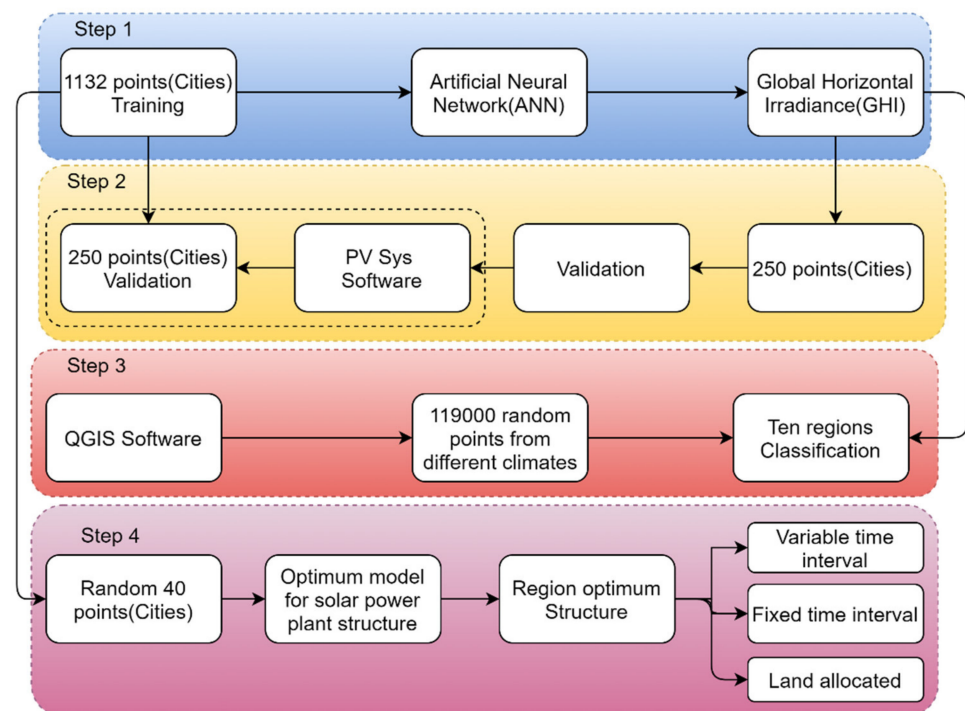 Step 1
1132 points(Cities)
Training
Artificial Neural
Network(ANN)
Global Horizontal
Irradiance(GHI)
Step 2
250 points(Cities)
Validation
PV Sys
Software
Validation
250 points(Cities)
Step 3
QGIS Software
119000 random
points from
different climates
Ten regions
Classification
Step 4
Random 40
points(Cities)
Optimum model
for solar power
plant structure
Region optimum
Structure
Variable time
interval
Fixed time interval
Land allocated